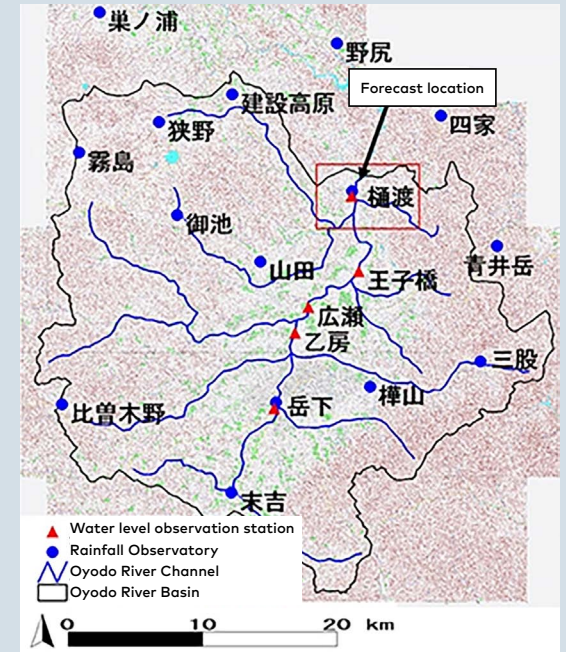 巣ノ浦
野尻
Forecast location
建設高原
四家
狭野
霧島
樋渡
御池
青井岳
山田
王子橋
広瀬
乙房
三股
樺山
岳下
比曽木野
末吉
Water level observation station
Rainfall Observatory
Oyodo River Channel
Oyodo River Basin
0 10 20 km